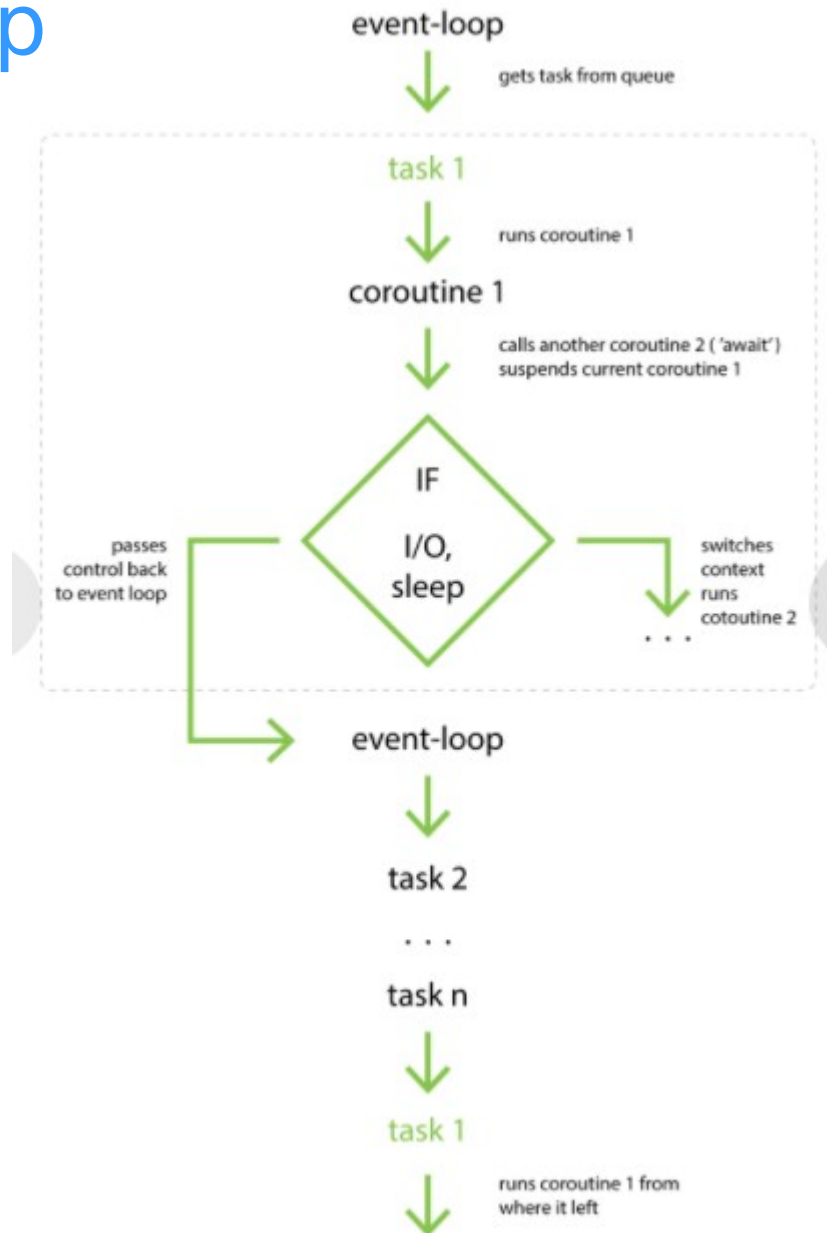 p
event-loop
gets task from queue
task 1
runs coroutine 1
coroutine 1
calls another coroutine 2 ( 'await')
suspends current coroutine 1
IF
I/O,
sleep
passes
control back
to event loop
switches
context
runs
cotoutine 2
. . .
event-loop
task 2
. . .
task n
task 1
runs coroutine 1 from
where it left